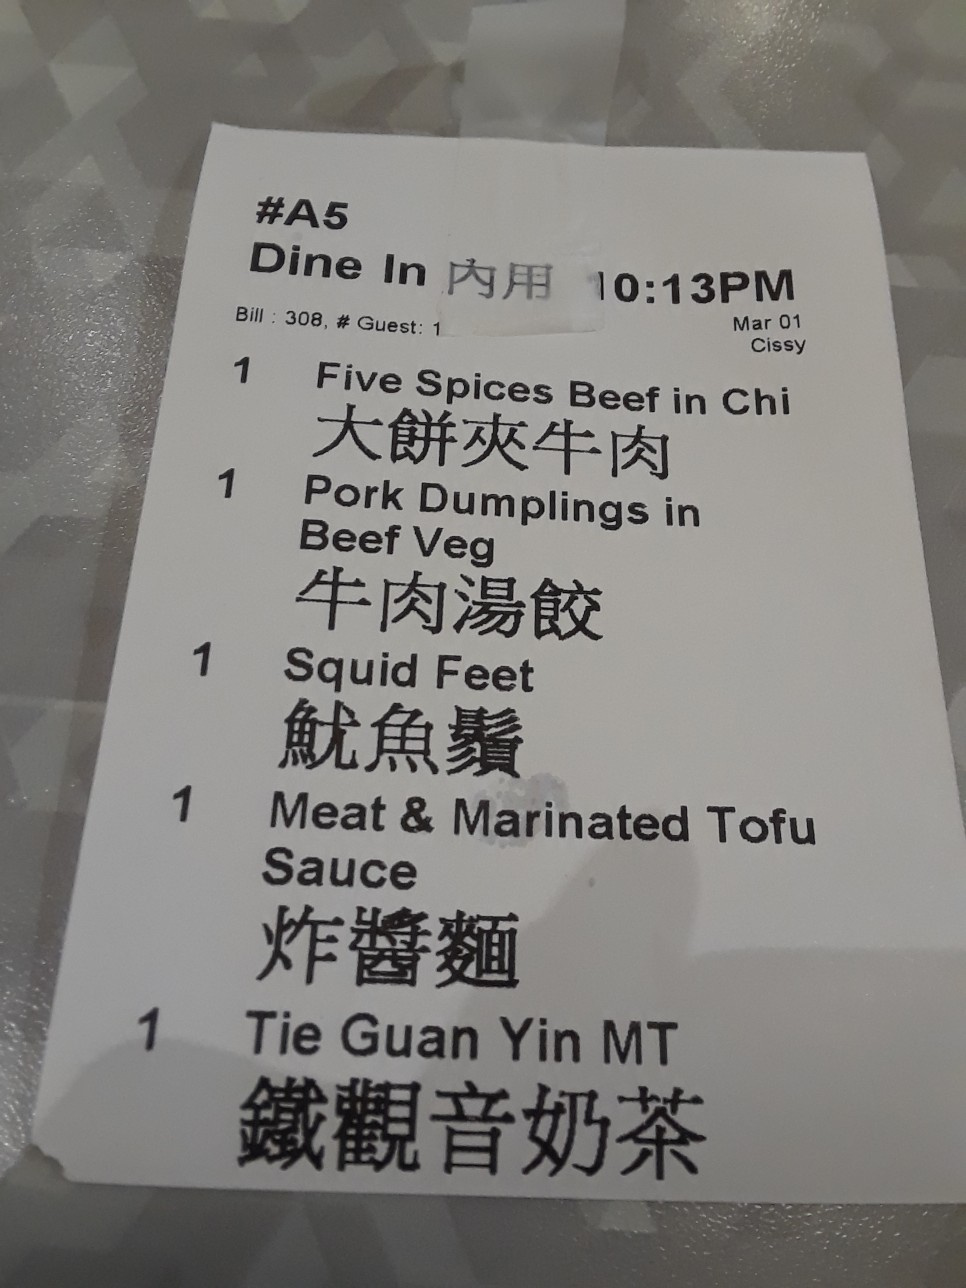 #A5
Dine In 內用 10:13PM
Bill : 308, # Guest: 1 Mar 01
Cissy
1 Five Spices Beef in Chi
大餅夾牛肉
1 Pork Dumplings in
Beef Veg
牛肉湯餃
1 Squid Feet
魷魚鬚
1 Meat & Marinated Tofu
Sauce
炸醬麵
1 Tie Guan Yin MT
鐵觀音奶茶